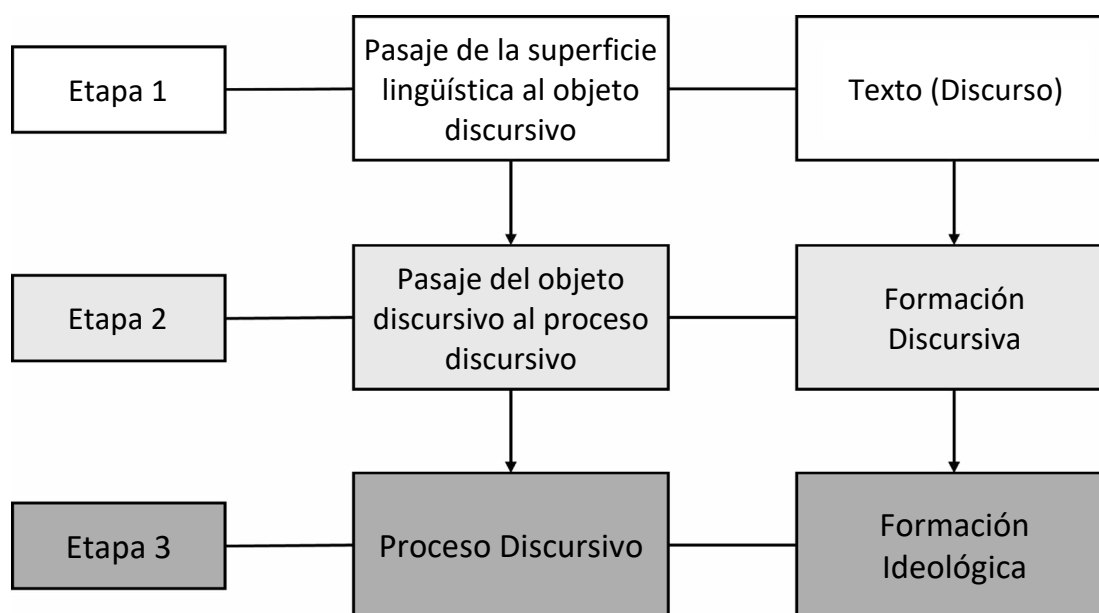 Etapa 1
Pasaje de la superficie
lingüística al objeto
discursivo
Texto (Discurso)
Etapa 2
Pasaje del objeto
discursivo al proceso
discursivo
Formación
Discursiva
Etapa 3
Proceso Discursivo
Formación
Ideológica